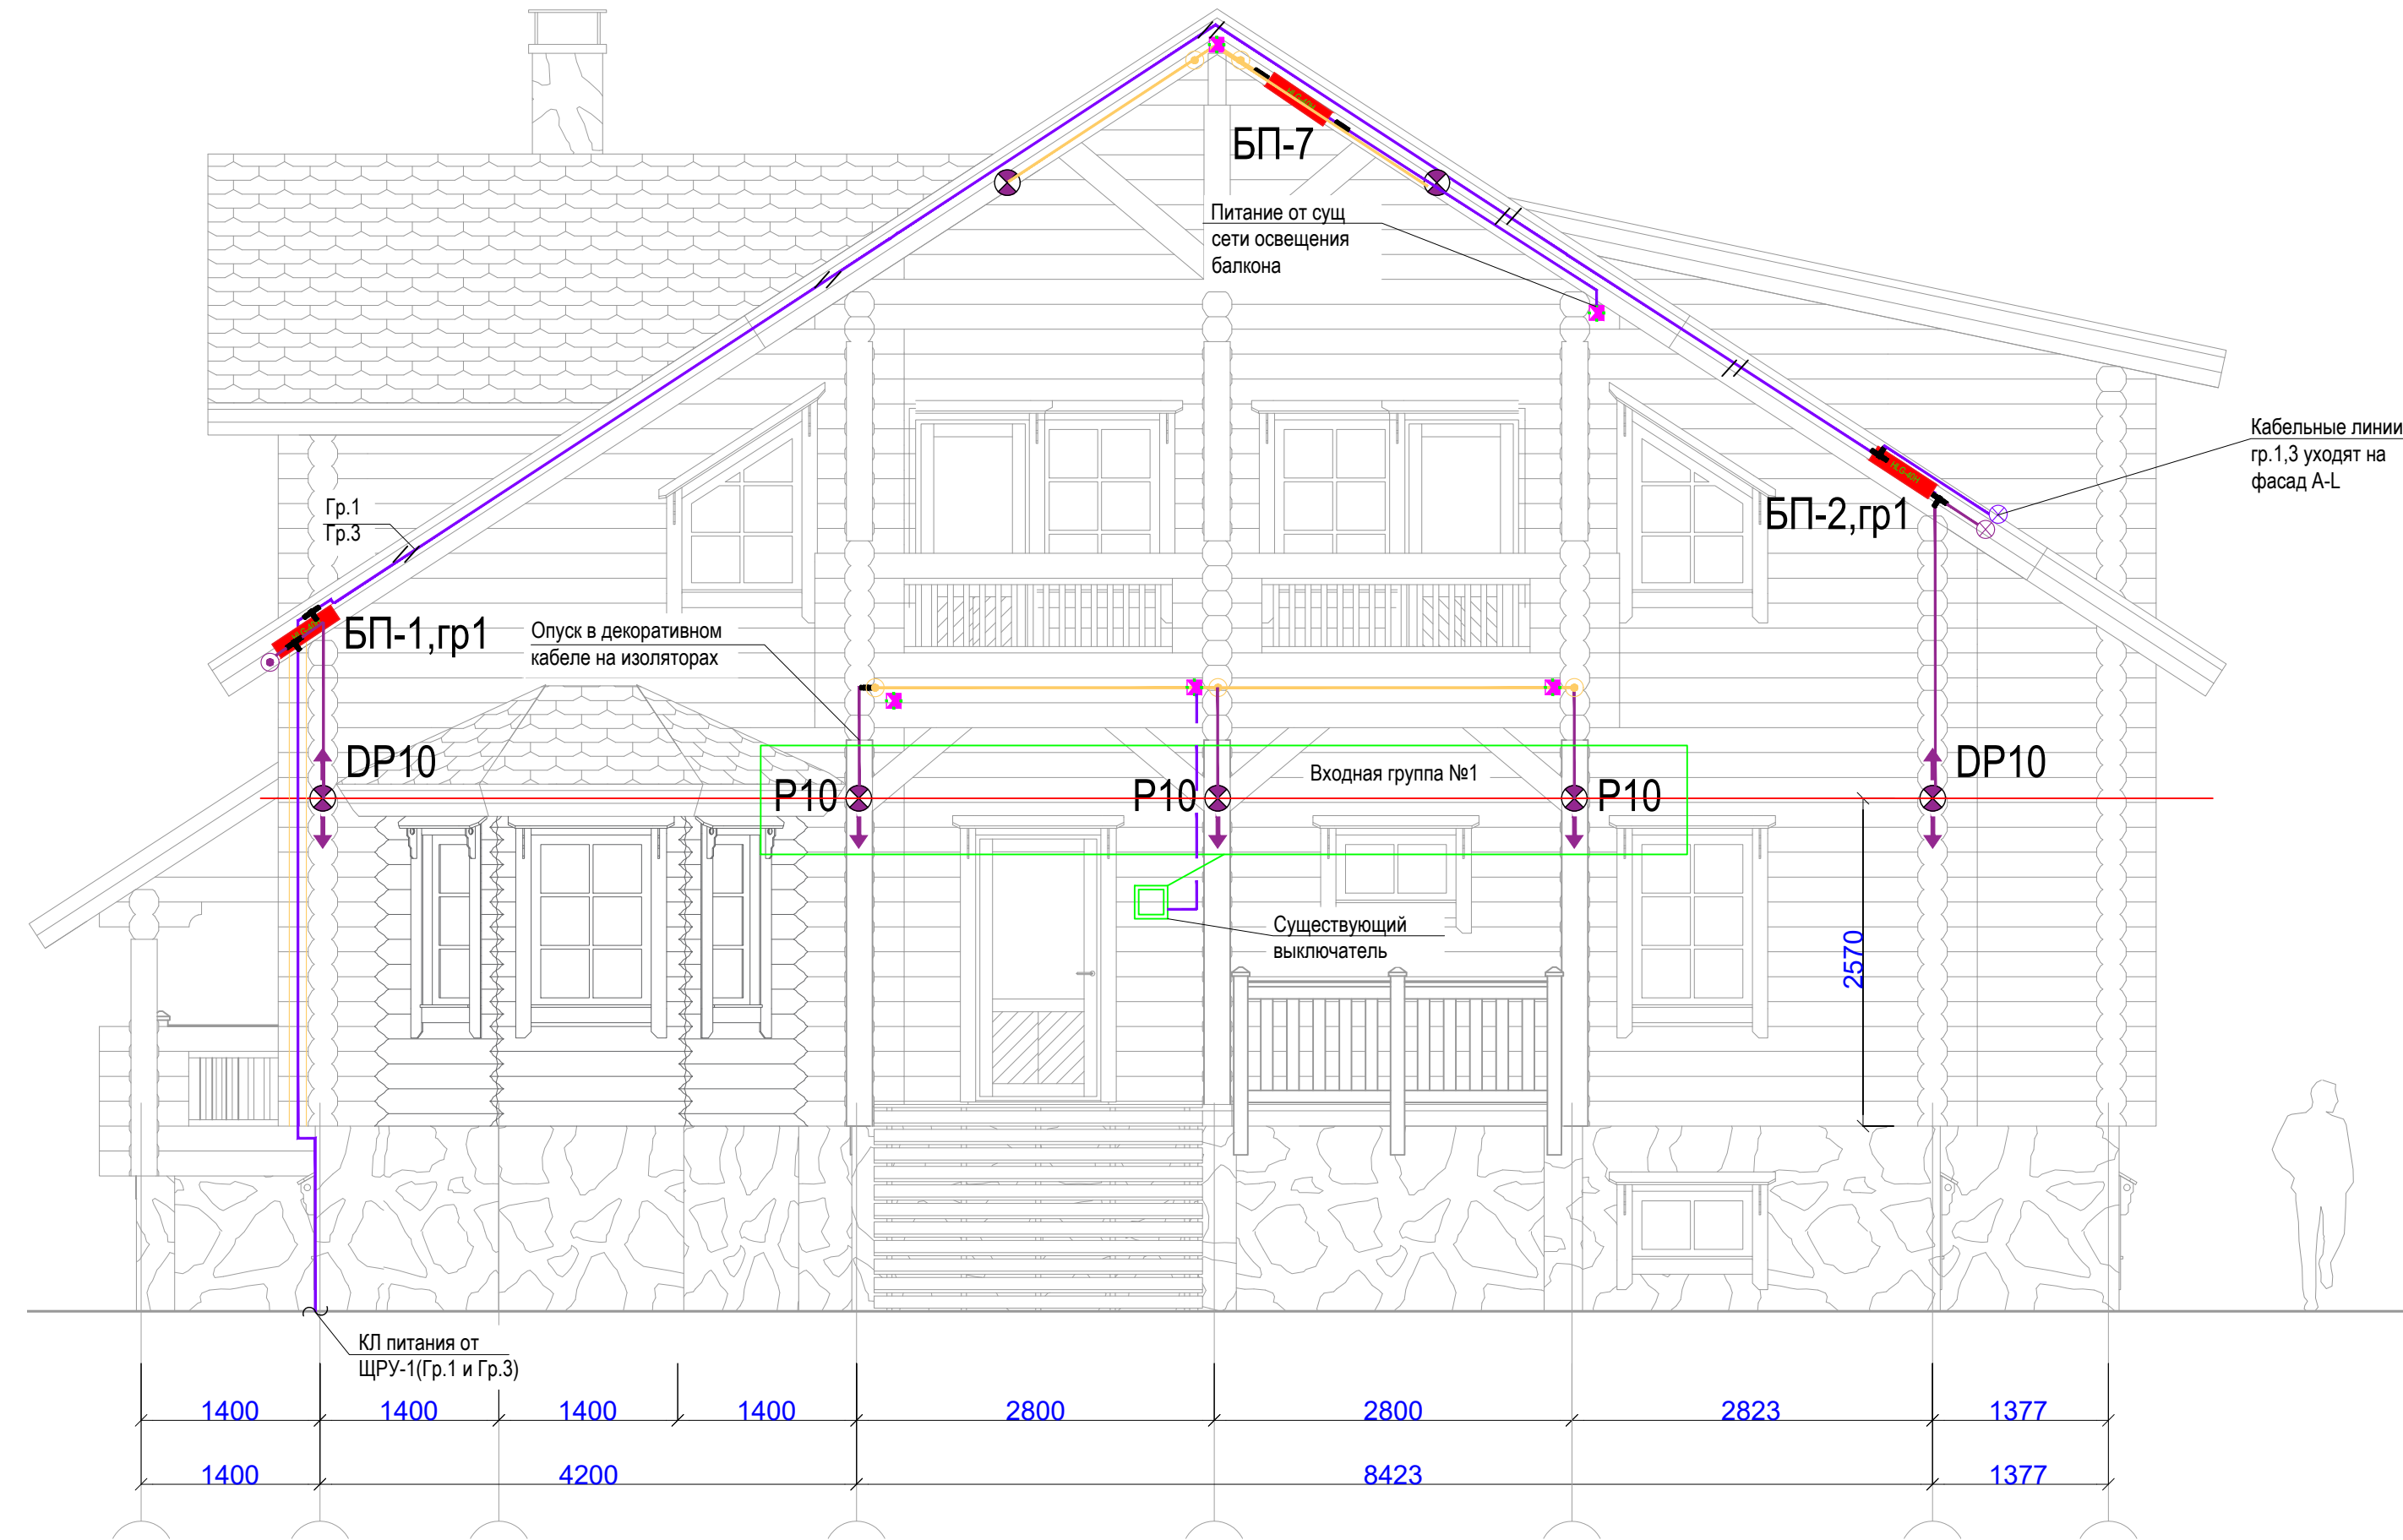 БП-7
Питание от сущ
сети освещения
балкона
Кабельные линии
гр.1,3 уходят на
фасад A-L
Гр.1
Гр.3
БП-2,гр1
БП-1,гр1
Опуск в декоративном
кабеле на изоляторах
DP10
DP10
Входная группа №1
P10
P10
P10
Существующий
выключатель
2570
КЛ питания от
ЩРУ-1(Гр.1 и Гр.3)
1400 1400 1400 1400 2800 2800 2823 1377
1400 4200 8423 1377